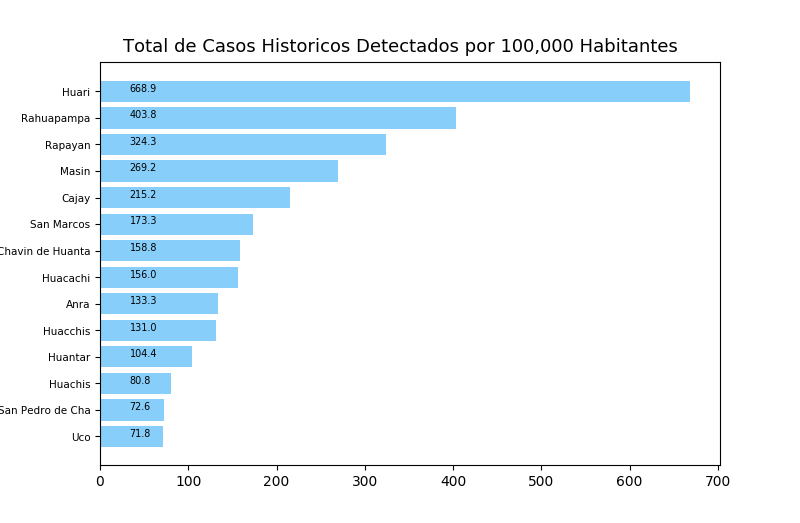 Total de Casos Historicos Detectados por 100,000 Habitantes
Huari 668.9
Rahuapampa 403.8
Rapayan 324.3
Masin 269.2
Cajay 215.2
San Marcos 173.3
Chavin de Huanta 158.8
Huacachi 156.0
Anra 133.3
Huacchis 131.0
Huantar 104.4
Huachis 80.8
San Pedro de Cha 72.6
Uco 71.8
0 100 200 300 400 500 600 700